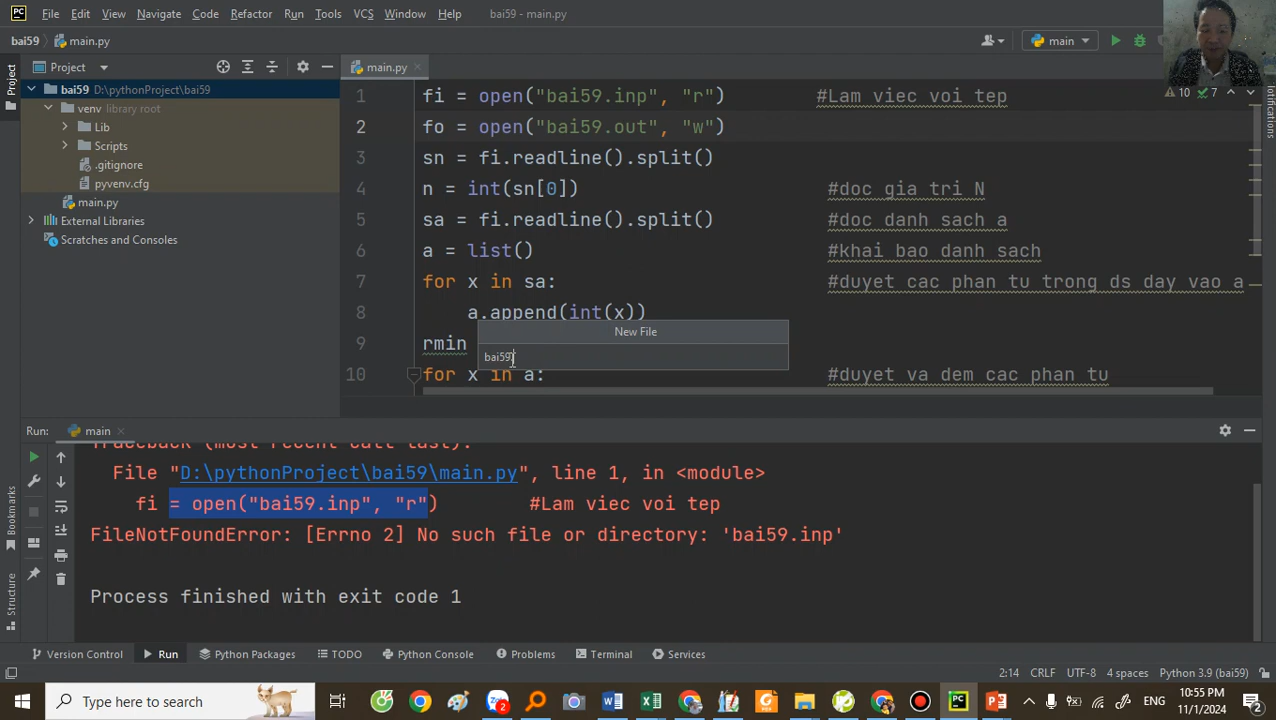 File Edit View Navigate Code Refactor Run Tools VCS Window Help bai59 - main.py
bai59 main.py main
Project main.py
bai59 D:\pythonProject\bai59
venv library root
Lib
Scripts
.gitignore
pyvenv.cfg
main.py
External Libraries
Scratches and Consoles
10 7
1 fi = open("bai59.inp", "r") #Lam viec voi tep
2 fo = open("bai59.out", "w")
3 sn = fi.readline().split()
4 n = int(sn[0]) #doc gia tri N
5 sa = fi.readline().split() #doc danh sach a
6 a = list() #khai bao danh sach
7 for x in sa: #duyet cac phan tu trong ds day vao a
8 a.append(int(x))
9 rmin
10 for x in a: #duyet va dem cac phan tu
New File
bai59
Run: main
Traceback (most recent call last):
File "D:\pythonProject\bai59\main.py", line 1, in <module>
fi = open("bai59.inp", "r") #Lam viec voi tep
FileNotFoundError: [Errno 2] No such file or directory: 'bai59.inp'
Process finished with exit code 1
Project
Bookmarks
Structure
Notifications
Version Control Run Python Packages TODO Python Console Problems Terminal Services
2:14 CRLF UTF-8 4 spaces Python 3.9 (bai59)
Type here to search
ENG
10:55 PM
11/1/2024
2